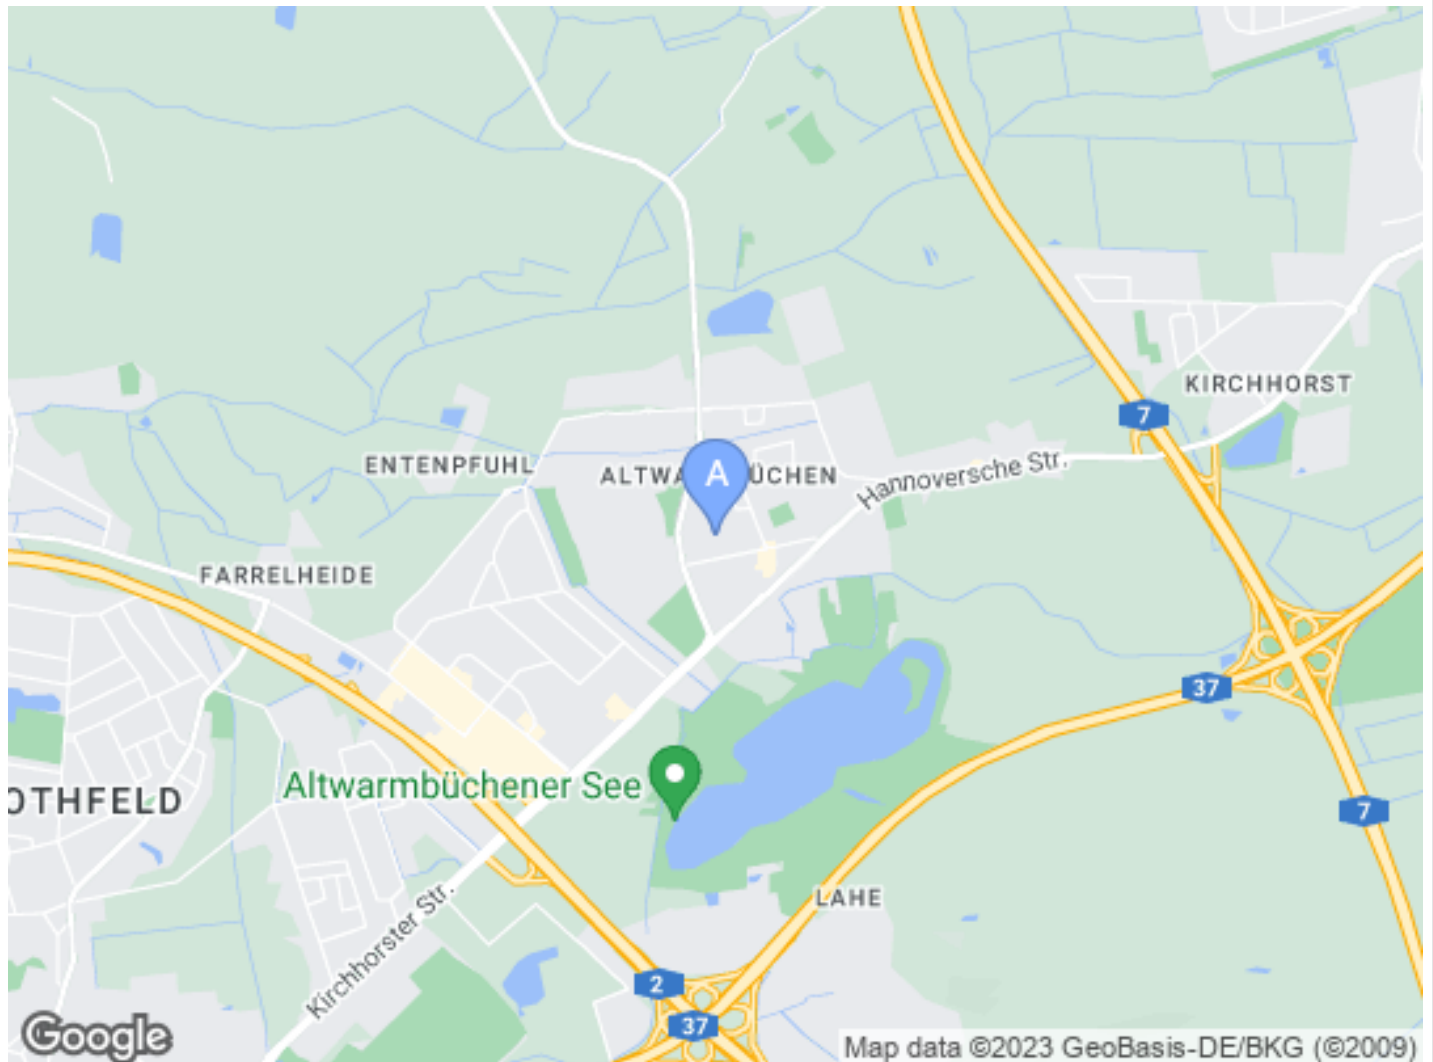 KIRCHHORST
7
ENTENPFUHL
ALTWA
A
ÜCHEN
Hannoversche Str.
FARRELHEIDE
37
Altwarmbüchener See
OTHFELD
7
LAHE
Kirchhorster Str.
2
37
Google
Map data ©2023 GeoBasis-DE/BKG (©2009)